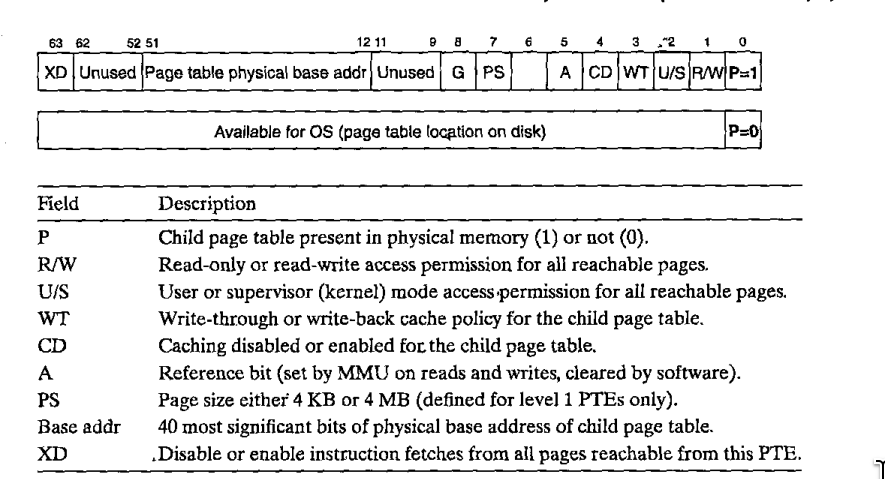 63 62 52 51 12 11 9 8 7 6 5 4 3 2 1 0
XD Unused Page table physical base addr Unused G PS A CD WT U/S R/W P=1
Available for OS (page table location on disk) P=0
Field Description
P Child page table present in physical memory (1) or not (0).
R/W Read-only or read-write access permission for all reachable pages.
U/S User or supervisor (kernel) mode access permission for all reachable pages.
WT Write-through or write-back cache policy for the child page table.
CD Caching disabled or enabled for the child page table.
A Reference bit (set by MMU on reads and writes, cleared by software).
PS Page size either 4 KB or 4 MB (defined for level 1 PTEs only).
Base addr 40 most significant bits of physical base address of child page table.
XD Disable or enable instruction fetches from all pages reachable from this PTE.